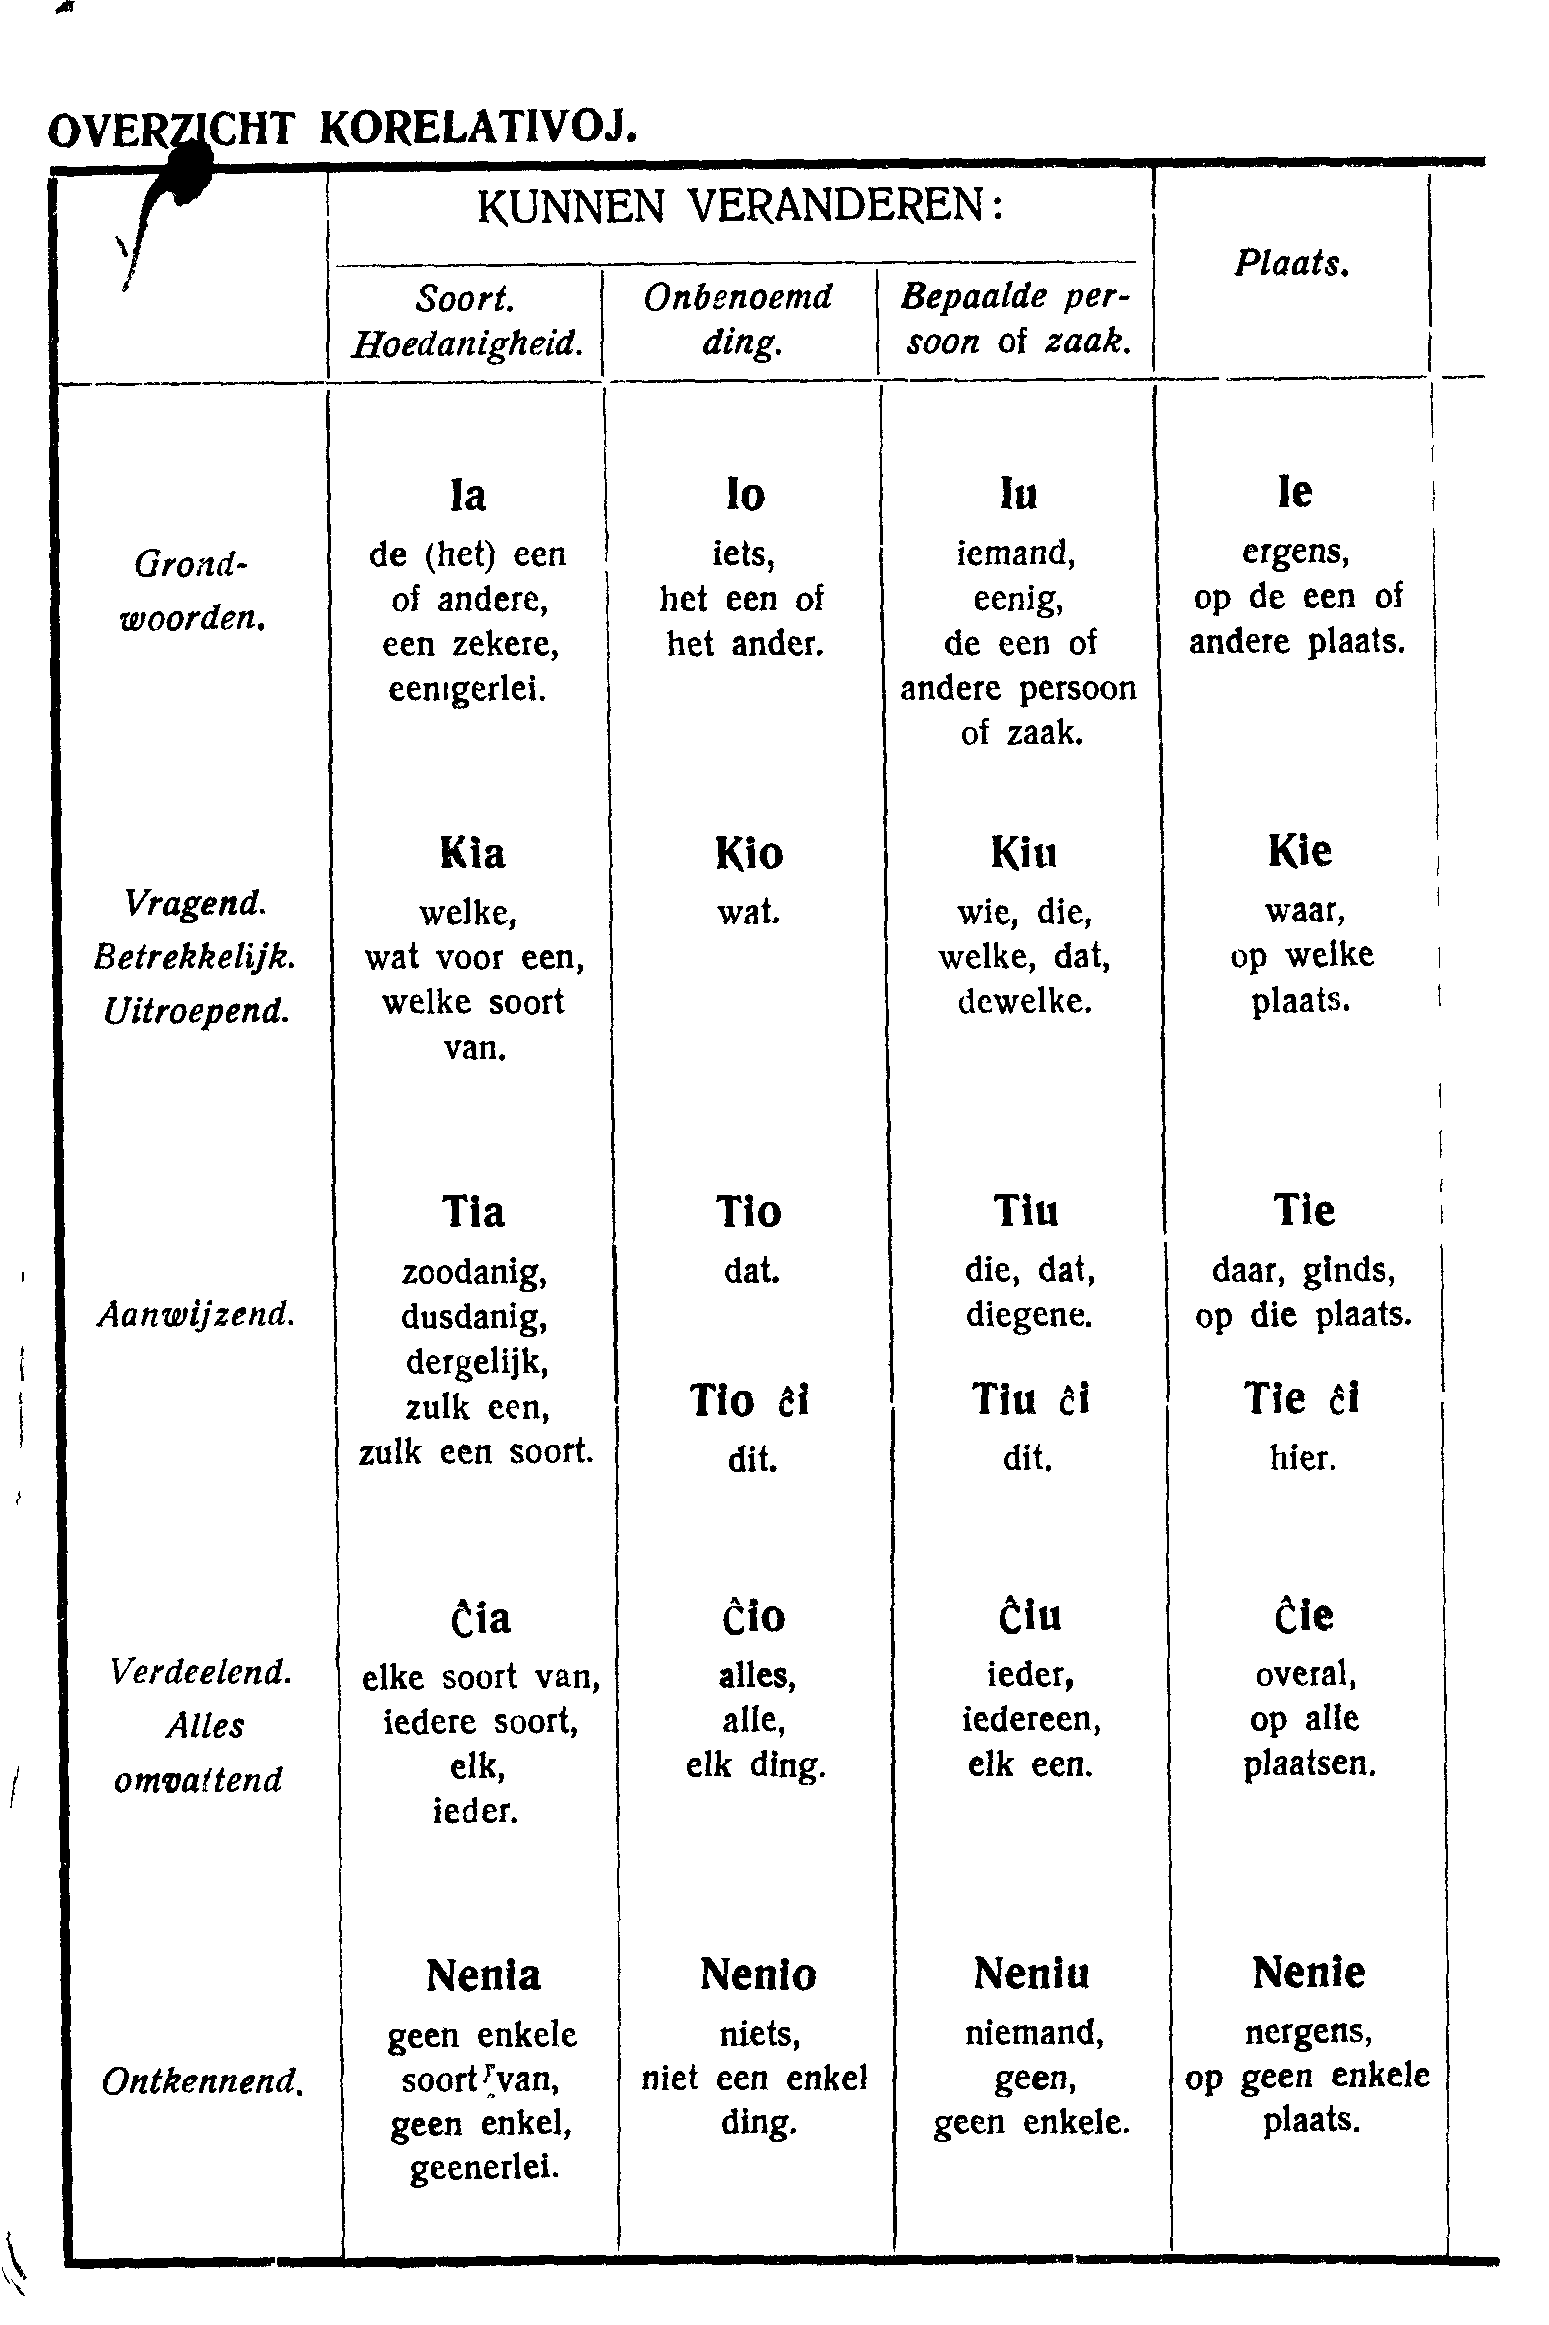 OVERZICHT KORELATIVOJ.
KUNNEN VERANDEREN:
Plaats.
Soort.
Hoedanigheid.
Onbenoemd
ding.
Bepaalde per-
soon of zaak.
Grond-
woorden.
Ia
de (het) een
of andere,
een zekere,
eenigerlei.
Io
iets,
het een of
het ander.
Iu
iemand,
eenig,
de een of
andere persoon
of zaak.
Ie
ergens,
op de een of
andere plaats.
Vragend.
Betrekkelijk.
Uitroepend.
Kia
welke,
wat voor een,
welke soort
van.
Kio
wat.
Kiu
wie, die,
welke, dat,
dewelke.
Kie
waar,
op welke
plaats.
Aanwijzend.
Tia
zoodanig,
dusdanig,
dergelijk,
zulk een,
zulk een soort.
Tio
dat.
Tio ĉi
dit.
Tiu
die, dat,
diegene.
Tiu ĉi
dit.
Tie
daar, ginds,
op die plaats.
Tie ĉi
hier.
Verdeelend.
Alles
omvattend
Ĉia
elke soort van,
iedere soort,
elk,
ieder.
Ĉio
alles,
alle,
elk ding.
Ĉiu
ieder,
iedereen,
elk een.
Ĉie
overal,
op alle
plaatsen.
Ontkennend.
Nenia
geen enkele
soort van,
geen enkel,
geenerlei.
Nenio
niets,
niet een enkel
ding.
Neniu
niemand,
geen,
geen enkele.
Nenie
nergens,
op geen enkele
plaats.